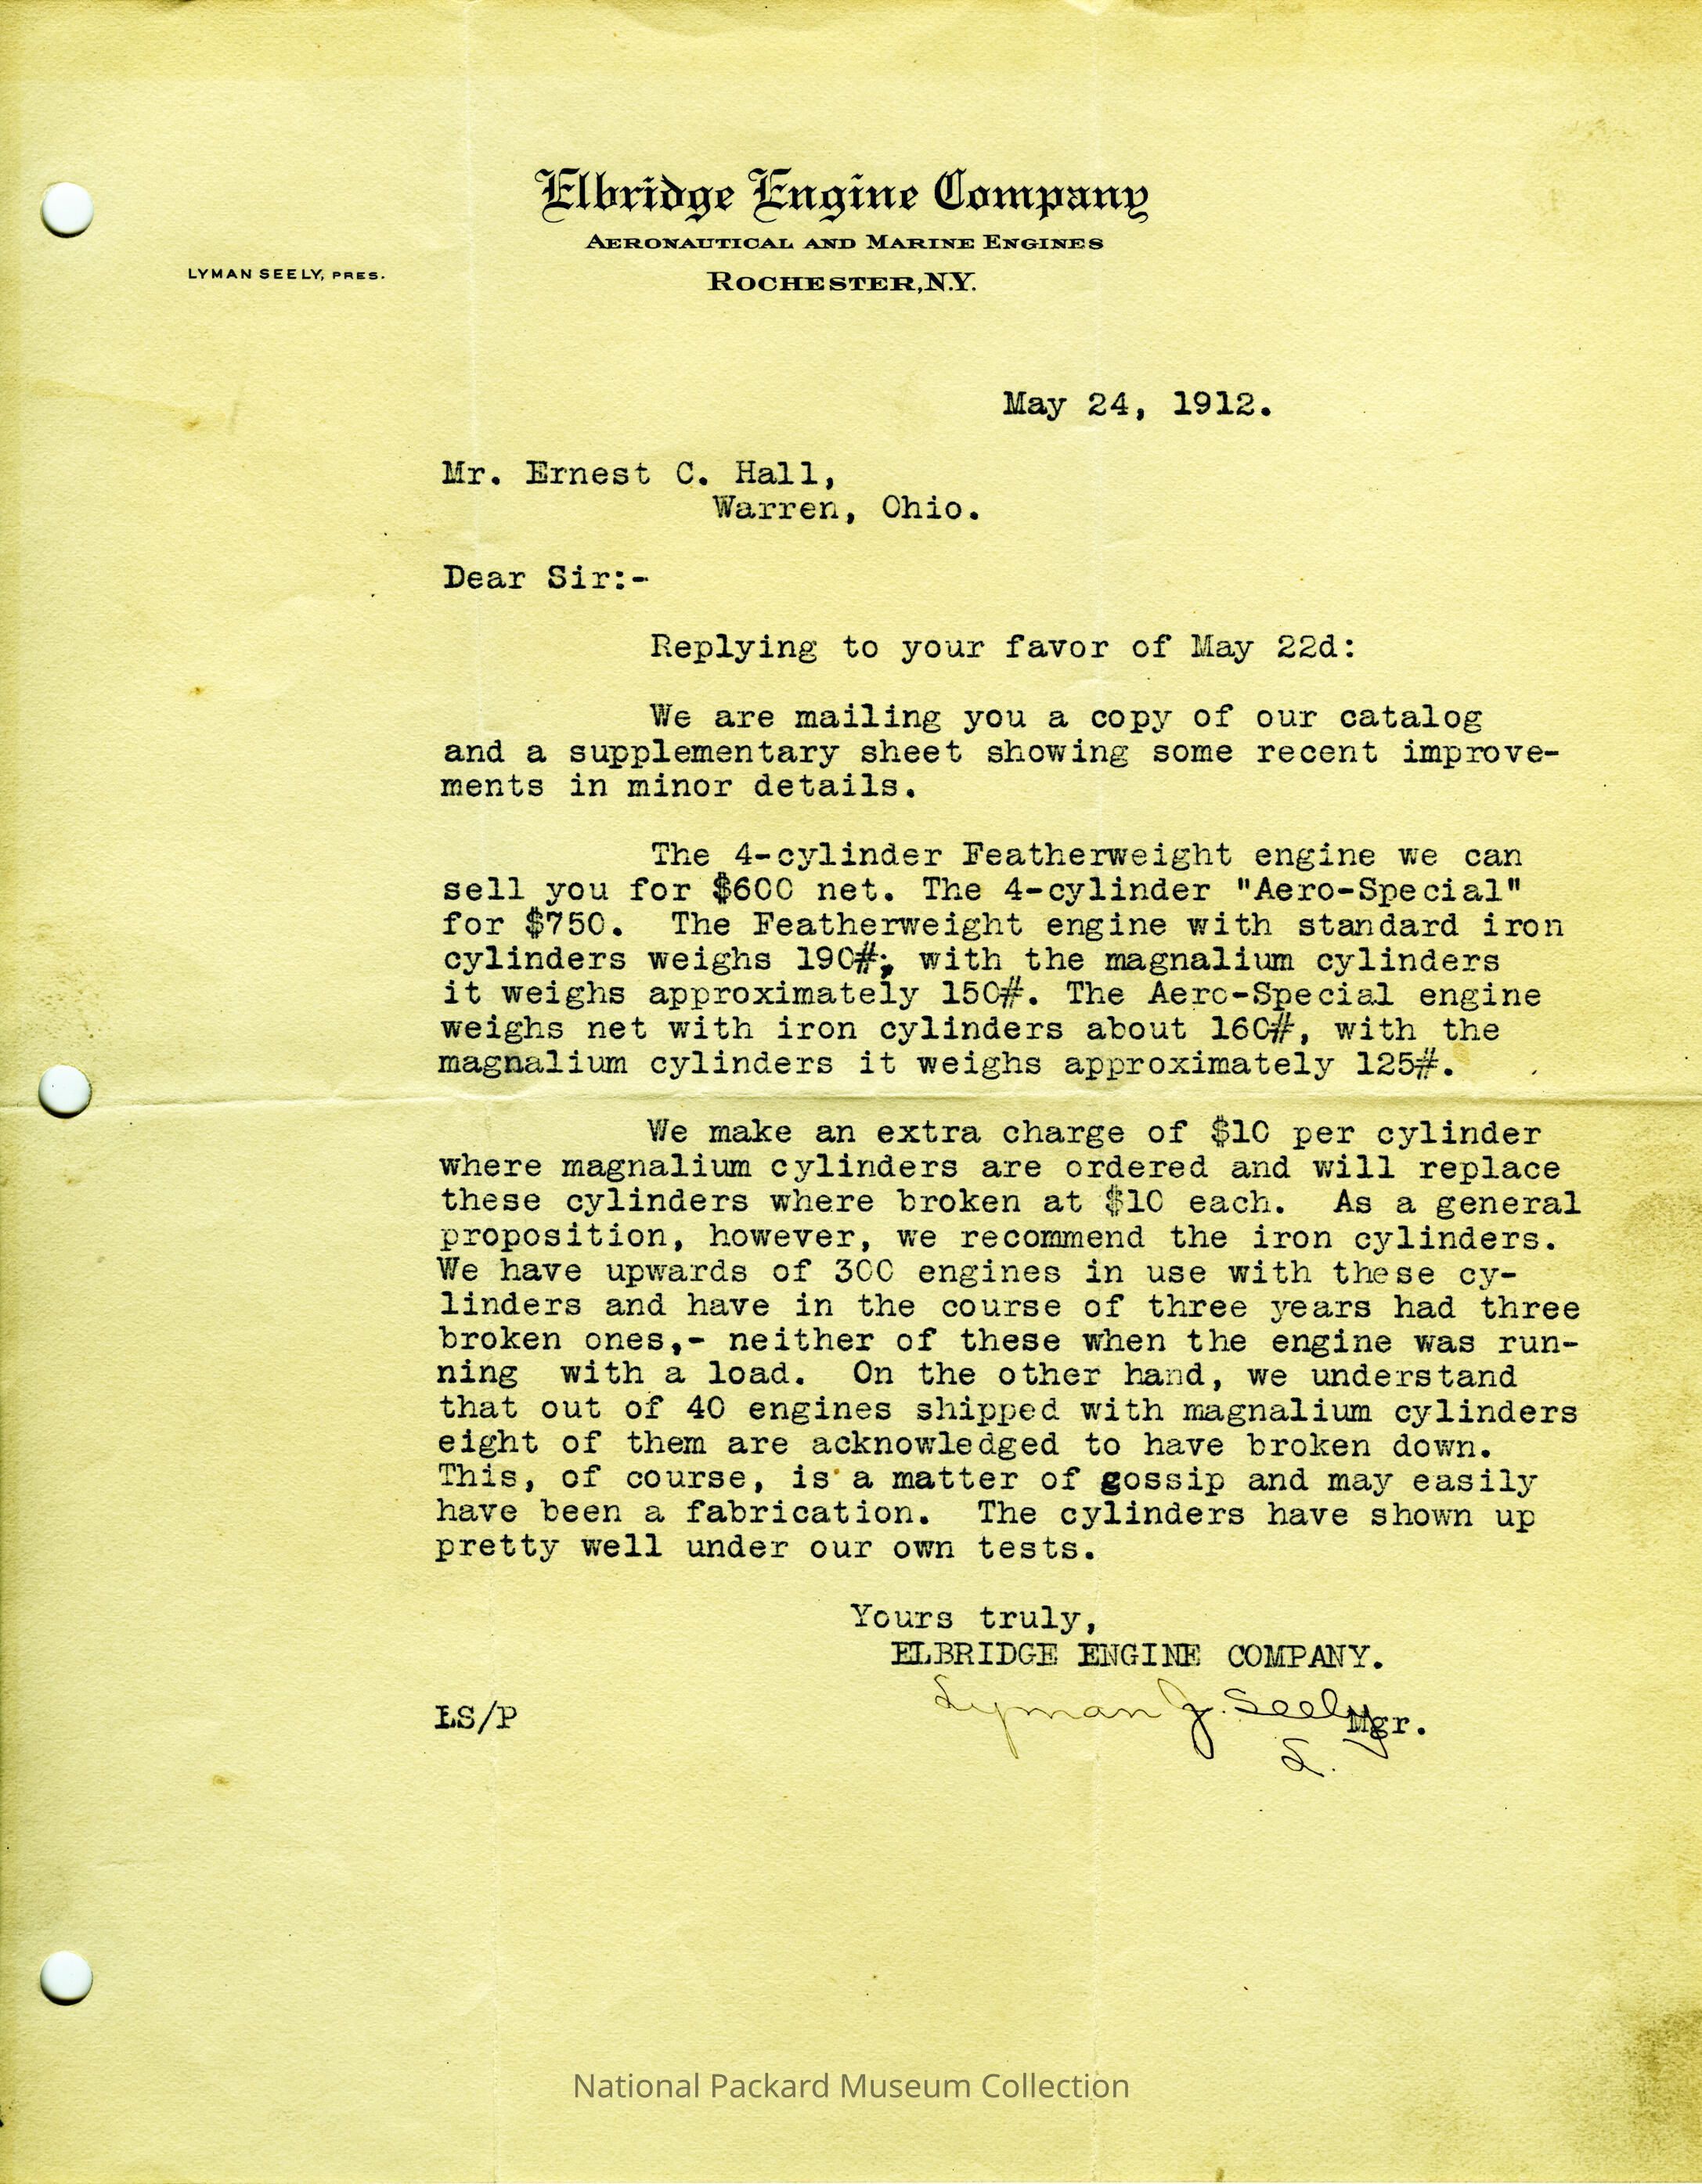 Elbridge Engine Company
AERONAUTICAL AND MARINE ENGINES
LYMAN SEELY, PRES.
ROCHESTER, N.Y.
May 24, 1912.
Mr. Ernest C. Hall,
Warren, Ohio.
Dear Sir:-
Replying to your favor of May 22d:
We are mailing you a copy of our catalog
and a supplementary sheet showing some recent improve-
ments in minor details.
The 4-cylinder Featherweight engine we can
sell you for $600 net. The 4-cylinder "Aero-Special"
for $750. The Featherweight engine with standard iron
cylinders weighs 190#; with the magnalium cylinders
it weighs approximately 150#. The Aero-Special engine
weighs net with iron cylinders about 160#, with the
magnalium cylinders it weighs approximately 125#.
We make an extra charge of $10 per cylinder
where magnalium cylinders are ordered and will replace
these cylinders where broken at $10 each. As a general
proposition, however, we recommend the iron cylinders.
We have upwards of 300 engines in use with these cy-
linders and have in the course of three years had three
broken ones,- neither of these when the engine was run-
ning with a load. On the other hand, we understand
that out of 40 engines shipped with magnalium cylinders
eight of them are acknowledged to have broken down.
This, of course, is a matter of gossip and may easily
have been a fabrication. The cylinders have shown up
pretty well under our own tests.
Yours truly,
ELBRIDGE ENGINE COMPANY.
Lyman J. Seely
LS/P Mgr.
National Packard Museum Collection